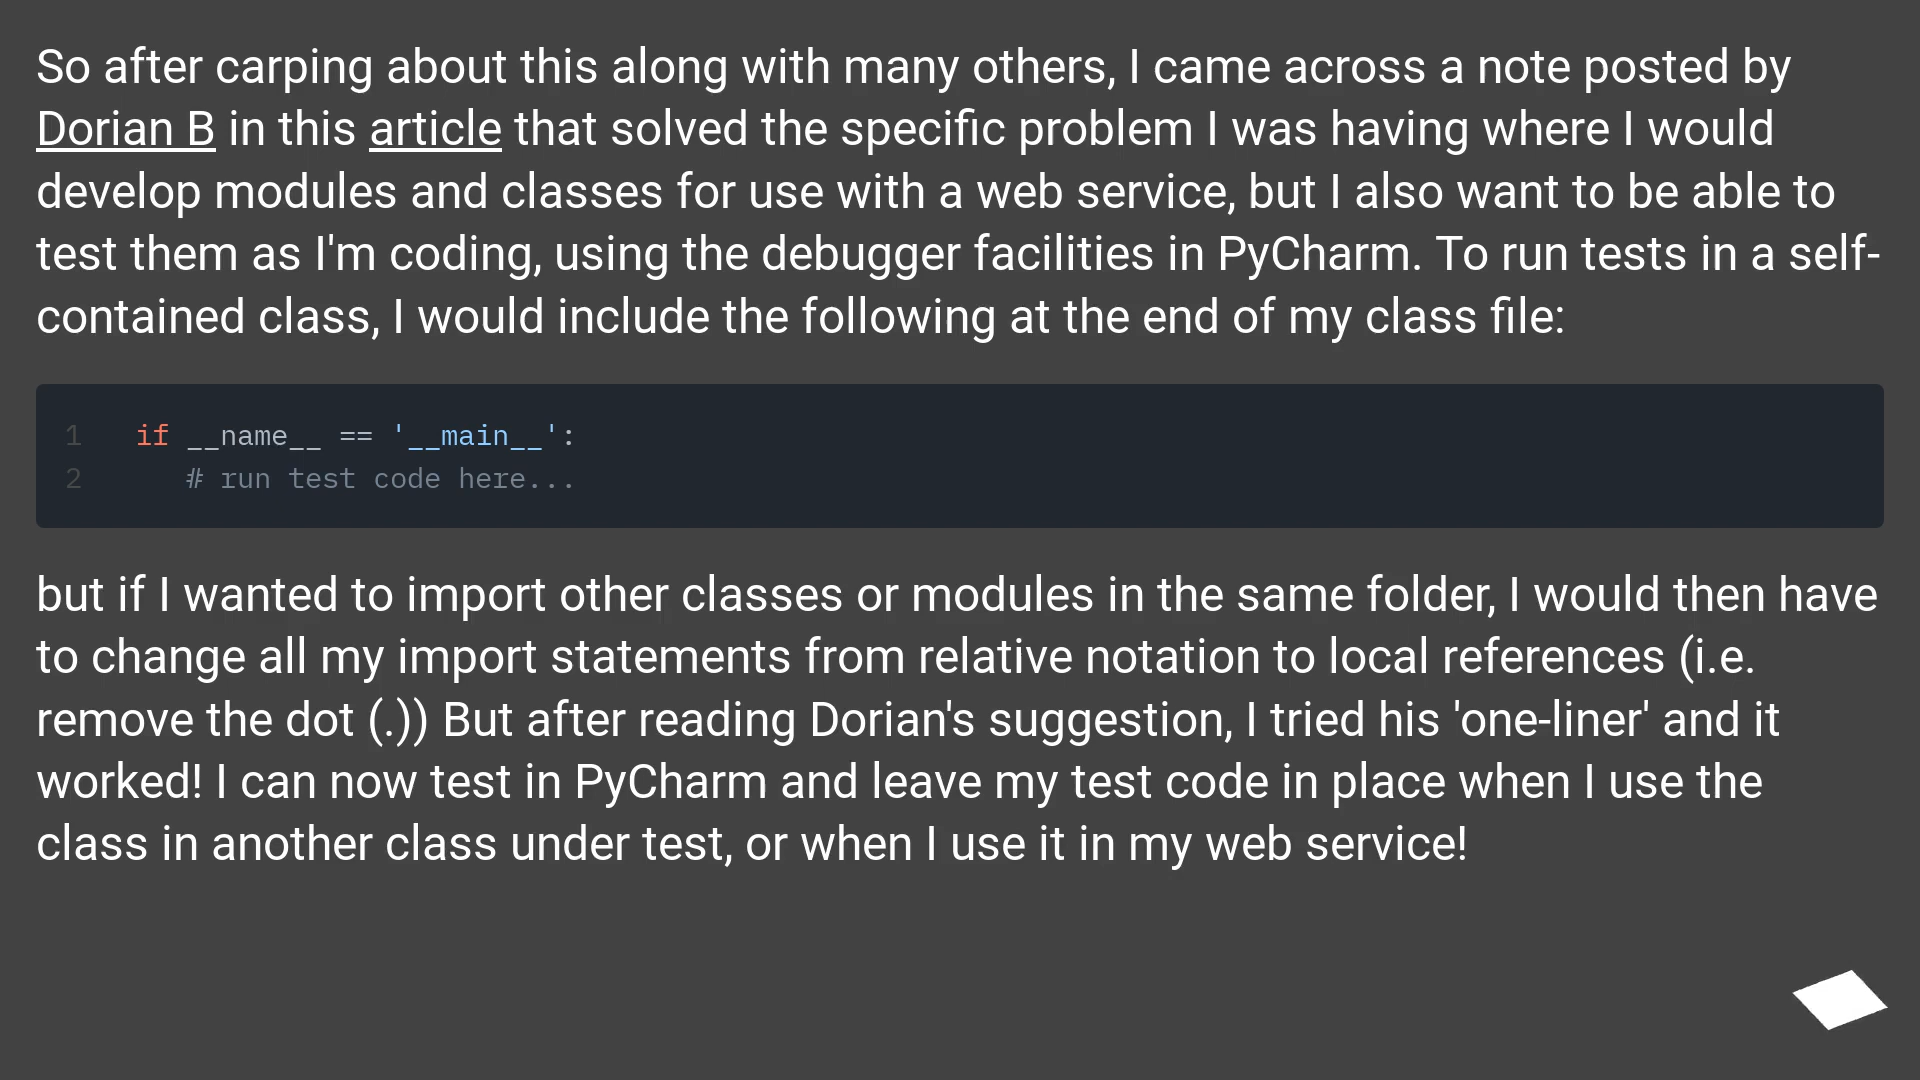 So after carping about this along with many others, I came across a note posted by
Dorian B in this article that solved the specific problem I was having where I would
develop modules and classes for use with a web service, but I also want to be able to
test them as I'm coding, using the debugger facilities in PyCharm. To run tests in a self-
contained class, I would include the following at the end of my class file:
1 if __name__ == '__main__':
2 # run test code here...
but if I wanted to import other classes or modules in the same folder, I would then have
to change all my import statements from relative notation to local references (i.e.
remove the dot (.)) But after reading Dorian's suggestion, I tried his 'one-liner' and it
worked! I can now test in PyCharm and leave my test code in place when I use the
class in another class under test, or when I use it in my web service!